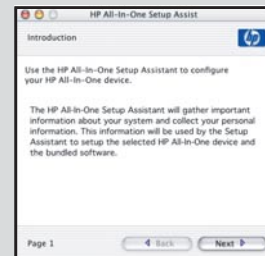 HP All-In-One Setup Assist
Introduction
hp
Use the HP All-In-One Setup Assistant to configure
your HP All-In-One device.
The HP All-In-One Setup Assistant will gather important
information about your system and collect your personal
information. This information will be used by the Setup
Assistant to setup the selected HP All-In-One device and
the bundled software.
Page 1
Back
Next